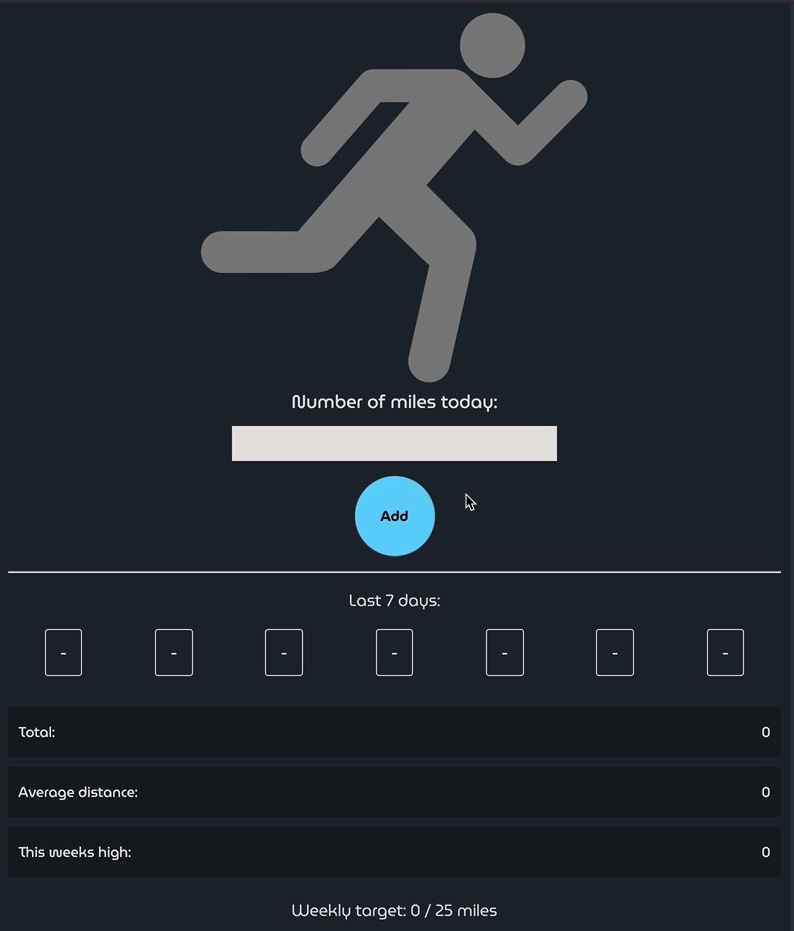 Number of miles today:
Add
Last 7 days:
- - - - - - -
Total: 0
Average distance: 0
This weeks high: 0
Weekly target: 0 / 25 miles